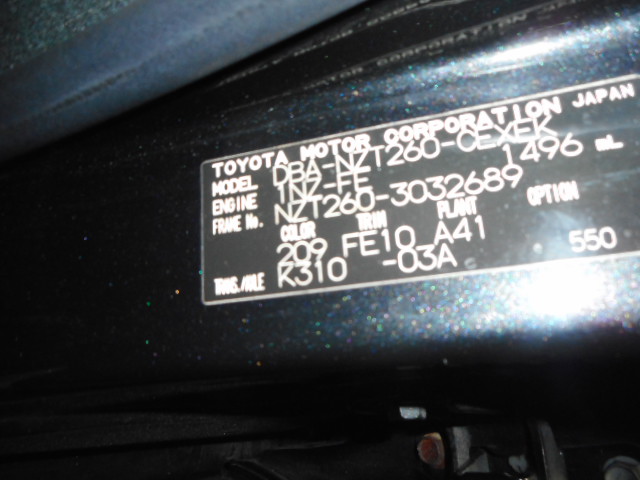 TOYOTA MOTOR CORPORATION JAPAN
MODEL DBA-NZT260-CEXEK
ENGINE 1NZ-FE 1496 mL
FRAME No. NZT260-3032689
COLOR TRIM PLANT OPTION
209 FE10 A41
TRANS./AXLE K310 -03A 550